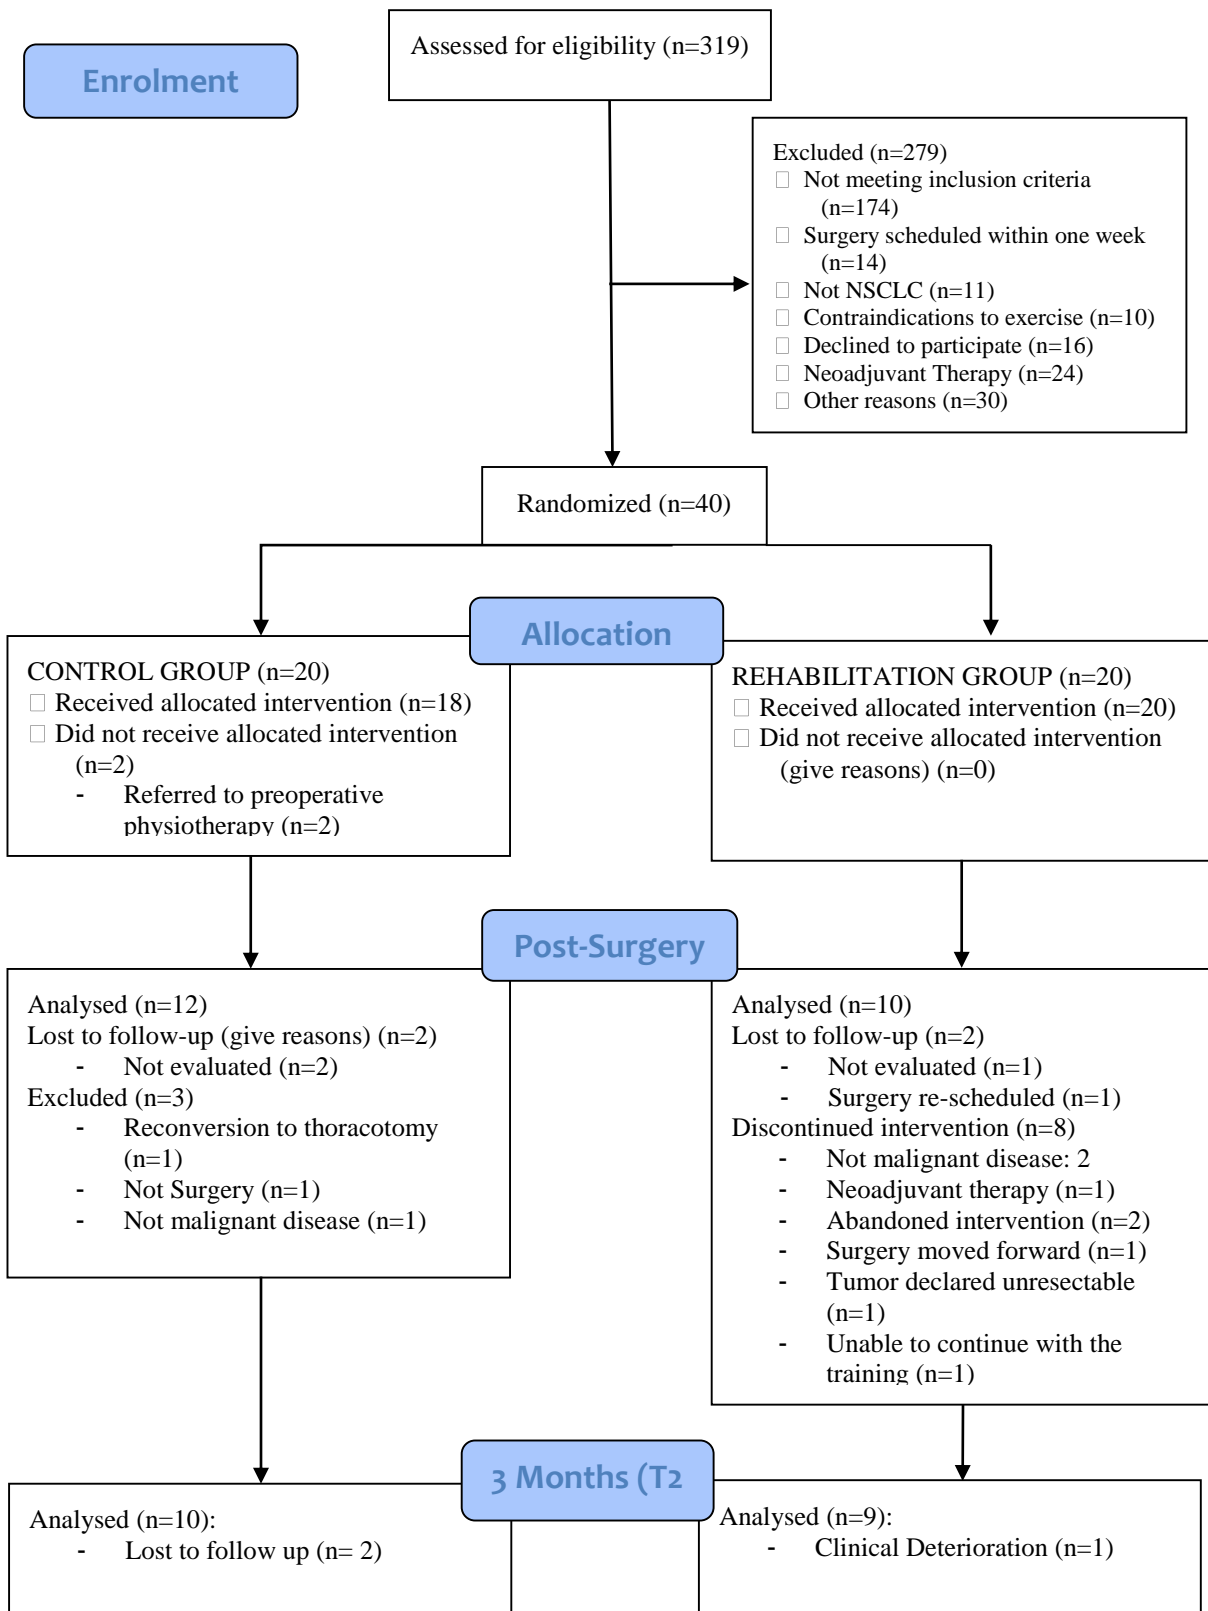 Assessed for eligibility (n=319)
Enrolment
Excluded (n=279)
□ Not meeting inclusion criteria
(n=174)
□ Surgery scheduled within one week
(n=14)
□ Not NSCLC (n=11)
□ Contraindications to exercise (n=10)
□ Declined to participate (n=16)
□ Neoadjuvant Therapy (n=24)
□ Other reasons (n=30)
Randomized (n=40)
Allocation
CONTROL GROUP (n=20)
□ Received allocated intervention (n=18)
□ Did not receive allocated intervention
(n=2)
- Referred to preoperative
physiotherapy (n=2)
REHABILITATION GROUP (n=20)
□ Received allocated intervention (n=20)
□ Did not receive allocated intervention
(give reasons) (n=0)
Post-Surgery
Analysed (n=12)
Lost to follow-up (give reasons) (n=2)
- Not evaluated (n=2)
Excluded (n=3)
- Reconversion to thoracotomy
(n=1)
- Not Surgery (n=1)
- Not malignant disease (n=1)
Analysed (n=10)
Lost to follow-up (n=2)
- Not evaluated (n=1)
- Surgery re-scheduled (n=1)
Discontinued intervention (n=8)
- Not malignant disease: 2
- Neoadjuvant therapy (n=1)
- Abandoned intervention (n=2)
- Surgery moved forward (n=1)
- Tumor declared unresectable
(n=1)
- Unable to continue with the
training (n=1)
3 Months (T2
Analysed (n=10):
- Lost to follow up (n= 2)
Analysed (n=9):
- Clinical Deterioration (n=1)